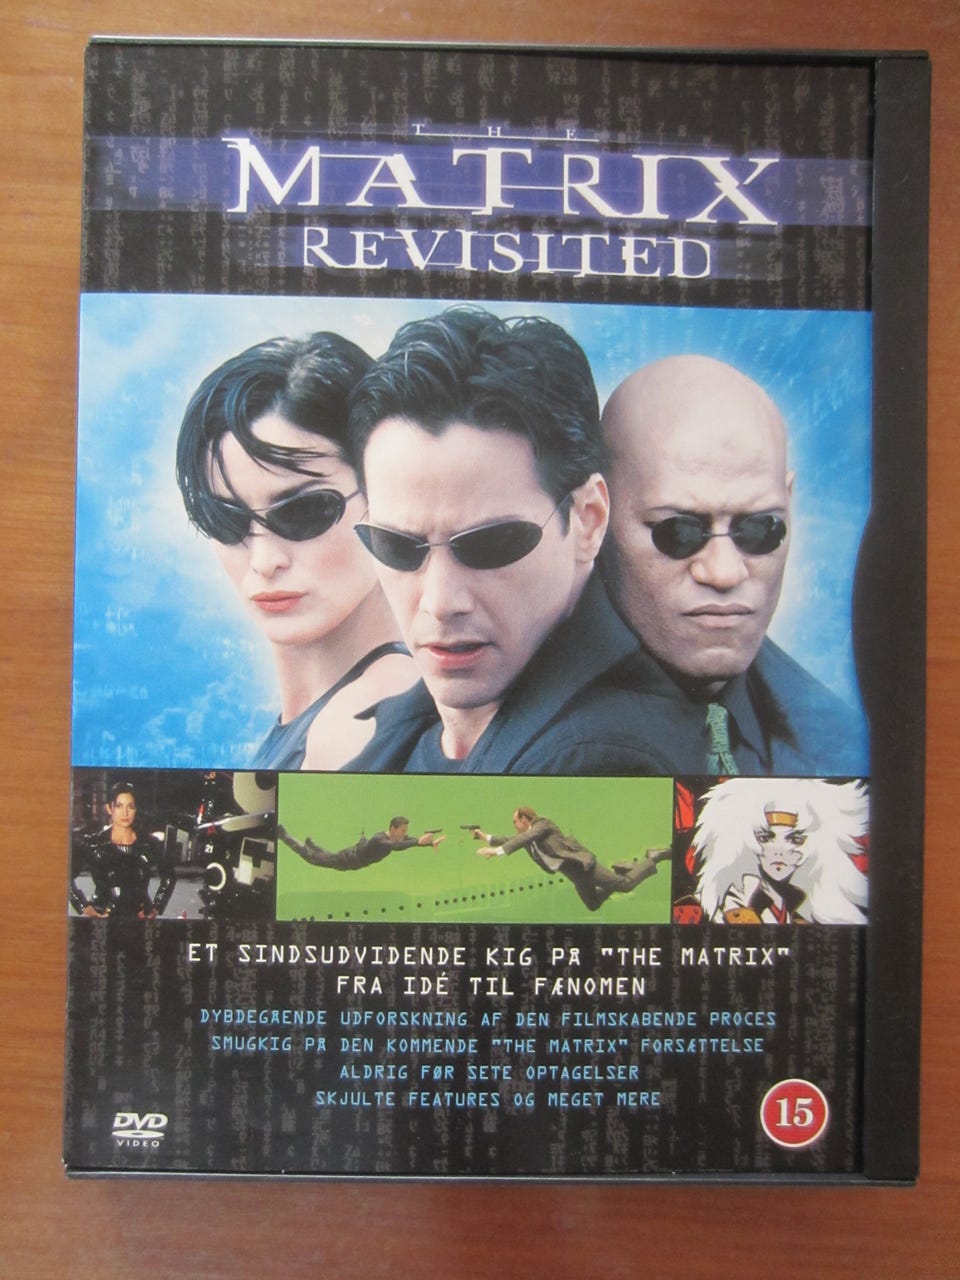 THE
MATRIX
REVISITED
21
ET SINDSUDVIDENDE KIG PÅ "THE MATRIX"
FRA IDÉ TIL FÆNOMEN
DYBDEGÅENDE UDFORSKNING AF DEN FILMSKABENDE PROCES
SMUGKIG PÅ DEN KOMMENDE "THE MATRIX" FORSÆTTELSE
ALDRIG FØR SETE OPTAGELSER
SKJULTE FEATURES OG MEGET MERE
DVD
VIDEO
15